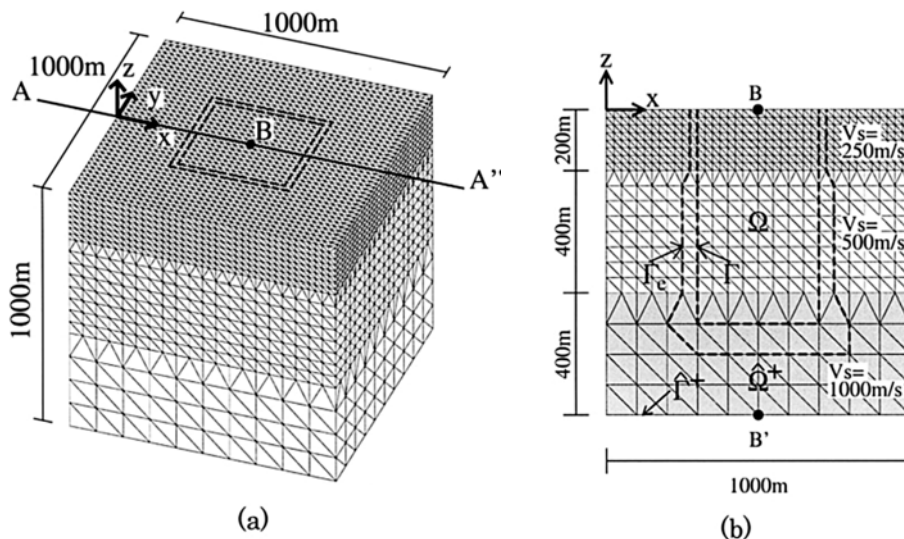 1000m
1000m
A
z
y
x
B
A''
1000m
(a)
z
x
B
200m
400m
400m
Vs=
250m/s
Ω
Vs=
500m/s
Γe
Γ
Vs=
1000m/s
Ω̂+
Γ̂+
B'
1000m
(b)